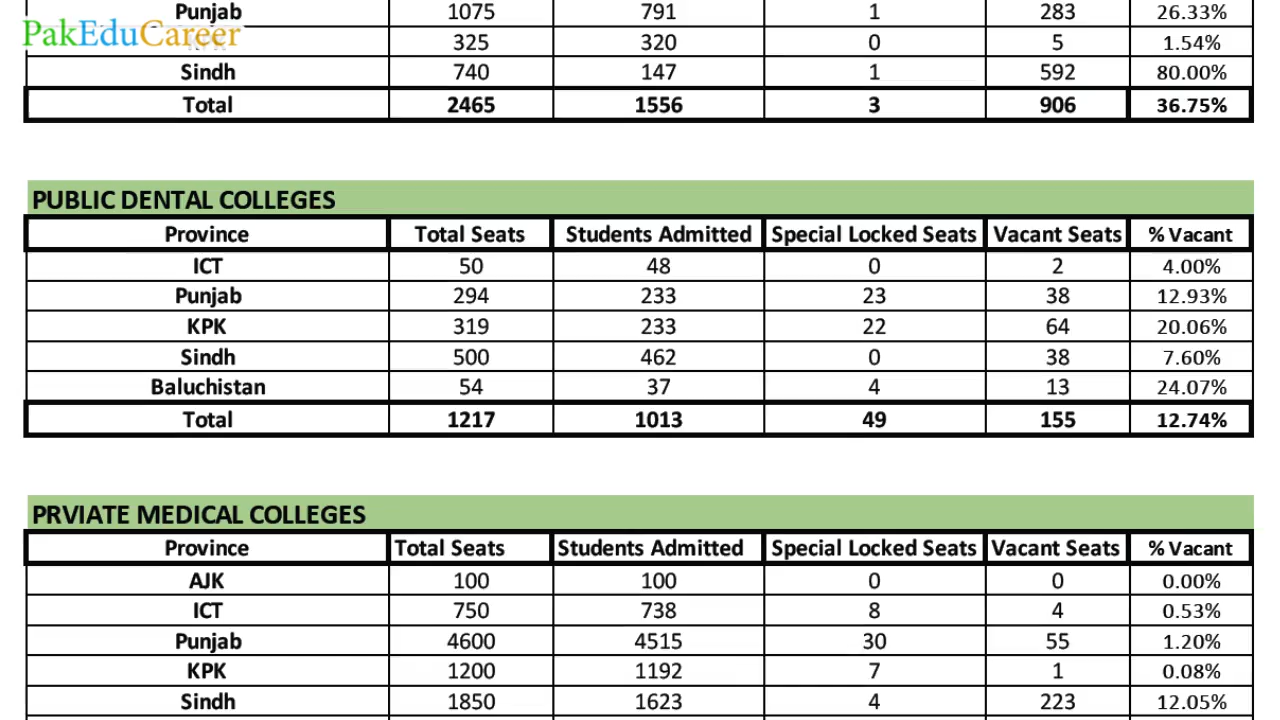 Punjab 1075 791 1 283 26.33%
PakEduCareer
325 320 0 5 1.54%
Sindh 740 147 1 592 80.00%
Total 2465 1556 3 906 36.75%
PUBLIC DENTAL COLLEGES
Province Total Seats Students Admitted Special Locked Seats Vacant Seats % Vacant
ICT 50 48 0 2 4.00%
Punjab 294 233 23 38 12.93%
KPK 319 233 22 64 20.06%
Sindh 500 462 0 38 7.60%
Baluchistan 54 37 4 13 24.07%
Total 1217 1013 49 155 12.74%
PRVIATE MEDICAL COLLEGES
Province Total Seats Students Admitted Special Locked Seats Vacant Seats % Vacant
AJK 100 100 0 0 0.00%
ICT 750 738 8 4 0.53%
Punjab 4600 4515 30 55 1.20%
KPK 1200 1192 7 1 0.08%
Sindh 1850 1623 4 223 12.05%